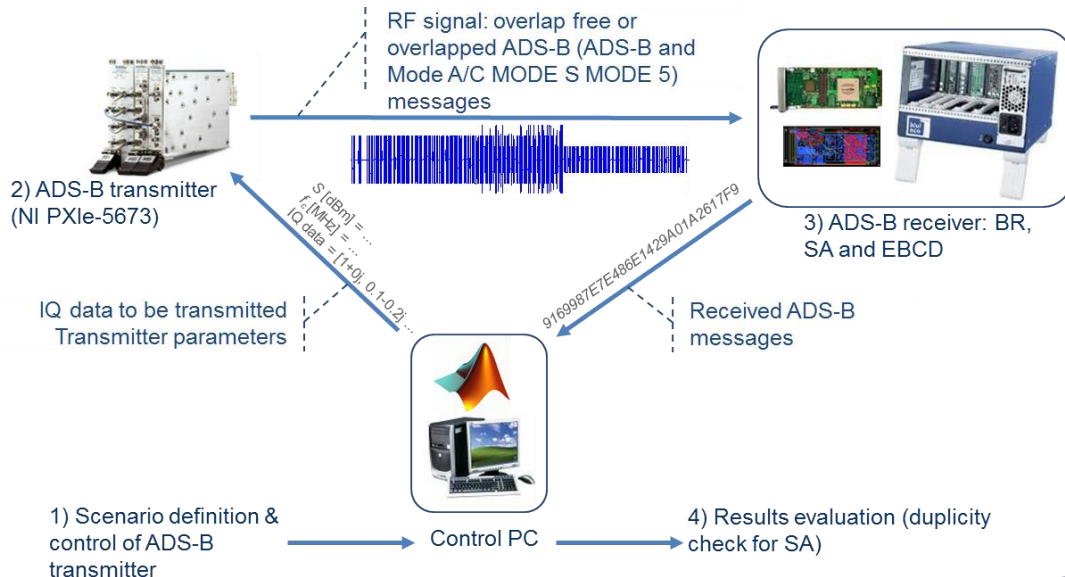 RF signal: overlap free or
overlapped ADS-B (ADS-B and
Mode A/C MODE S MODE 5)
messages
2) ADS-B transmitter
(NI PXIe-5673)
S [dBm] = ...
fc [MHz] = ...
IQ data = [1+0j, 0.1-0.2j...
9169987E7E486E1429A01A2617F9
3) ADS-B receiver: BR,
SA and EBCD
IQ data to be transmitted
Transmitter parameters
Received ADS-B
messages
1) Scenario definition &
control of ADS-B
transmitter
Control PC
4) Results evaluation (duplicity
check for SA)